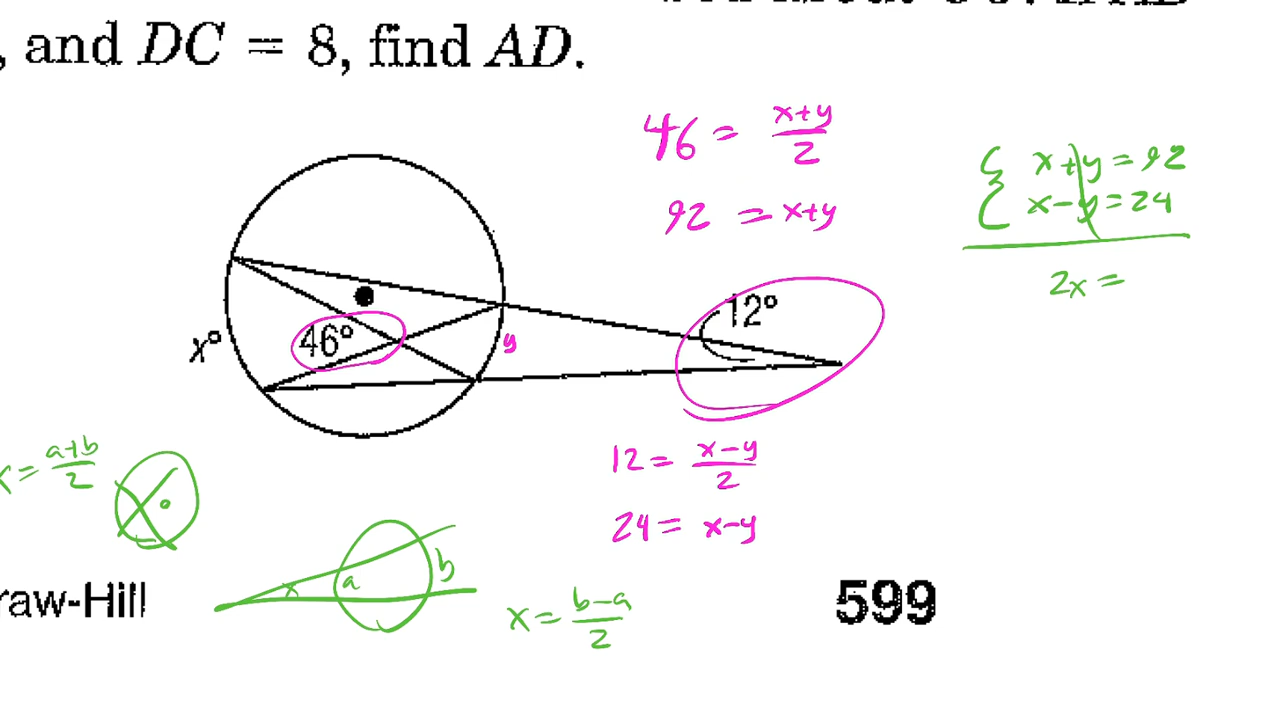 , and DC = 8, find AD.
46 = x+y/2
92 = x+y
x+y=92
x-y=24
2x =
12°
46°
x°
y
12 = x-y/2
24 = x-y
x = a+b/2
x
a
b
x = b-a/2
raw-Hill
599